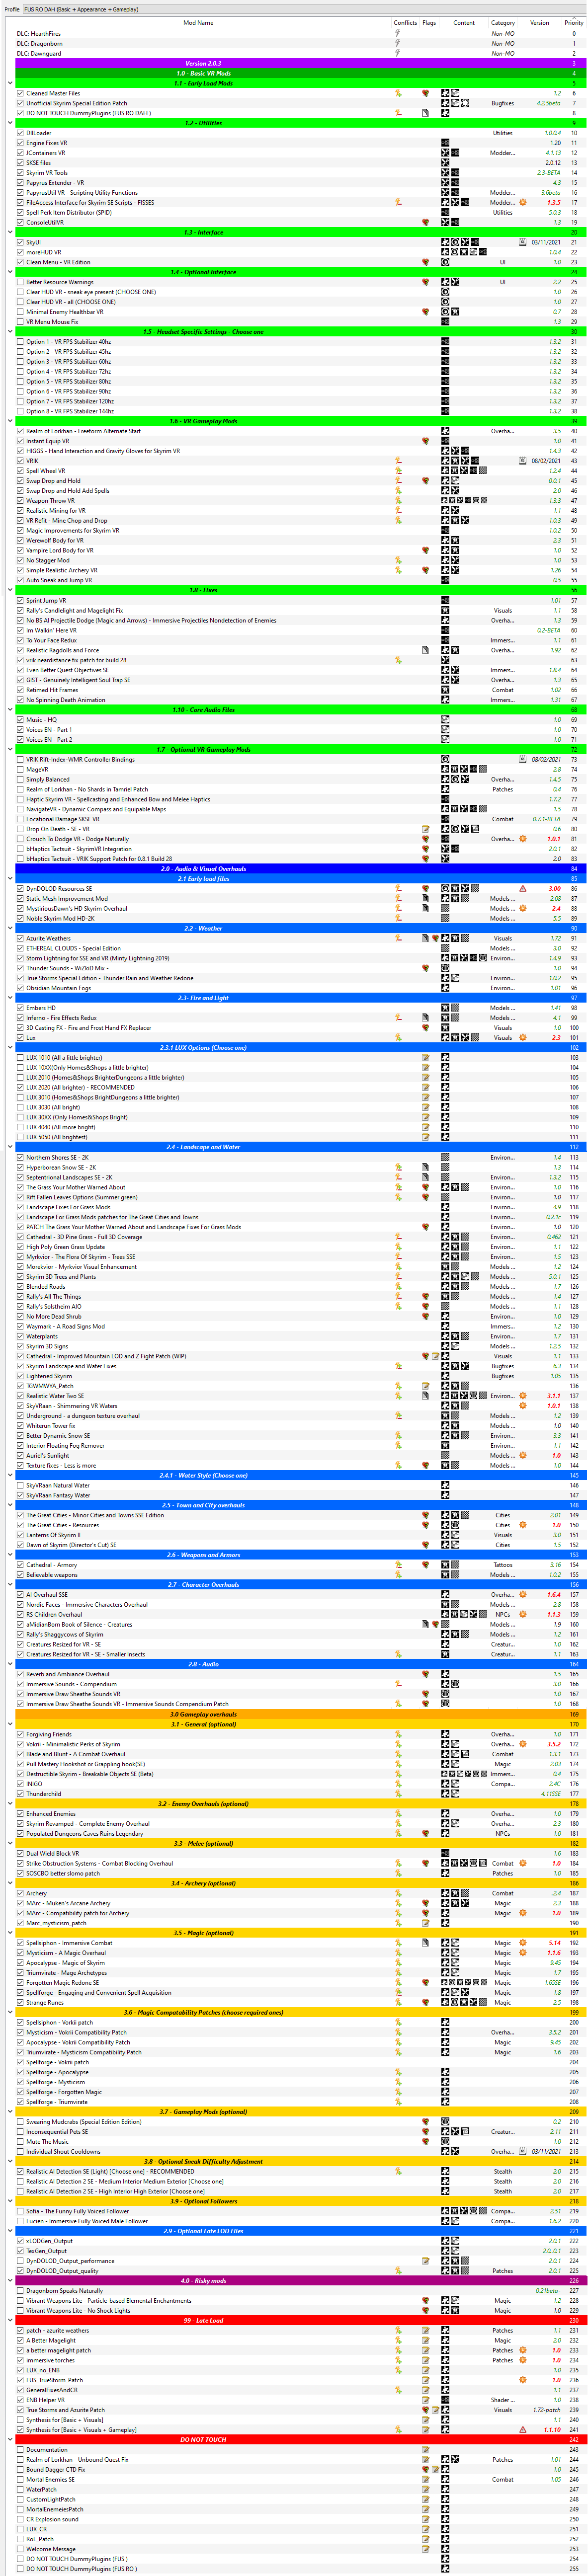 Profile FUS RO DAH (Basic + Appearance + Gameplay)
Mod Name Conflicts Flags Content Category Version Priority
DLC: HearthFires Non-MO 0
DLC: Dragonborn Non-MO 1
DLC: Dawnguard Non-MO 2
Version 2.0.3 3
1.0 - Basic VR Mods 4
1.1 - Early Load Mods 5
Cleaned Master Files 1.2 6
Unofficial Skyrim Special Edition Patch Bugfixes 4.2.5beta 7
DO NOT TOUCH DummyPlugins (FUS RO DAH ) 8
1.2 - Utilities 9
DllLoader Utilities 1.0.0.4 10
Engine Fixes VR 1.20 11
JContainers VR Modder... 4.1.13 12
SKSE files 2.0.12 13
Skyrim VR Tools 2.3-BETA 14
Papyrus Extender - VR 4.3 15
PapyrusUtil VR - Scripting Utility Functions Modder... 3.6beta 16
FileAccess Interface for Skyrim SE Scripts - FISSES Modder... 1.3.5 17
Spell Perk Item Distributor (SPID) Utilities 5.0.3 18
ConsoleUtilVR 1.3 19
1.3 - Interface 20
SkyUI 03/11/2021 21
moreHUD VR 1.0.4 22
Clean Menu - VR Edition UI 1.0 23
1.4 - Optional Interface 24
Better Resource Warnings UI 2.2 25
Clear HUD VR - sneak eye present (CHOOSE ONE) 1.0 26
Clear HUD VR - all (CHOOSE ONE) 1.0 27
Minimal Enemy Healthbar VR 0.7 28
VR Menu Mouse Fix 1.3 29
1.5 - Headset Specific Settings - Choose one 30
Option 1 - VR FPS Stabilizer 40hz 1.3.2 31
Option 2 - VR FPS Stabilizer 45hz 1.3.2 32
Option 3 - VR FPS Stabilizer 60hz 1.3.2 33
Option 4 - VR FPS Stabilizer 72hz 1.3.2 34
Option 5 - VR FPS Stabilizer 80hz 1.3.2 35
Option 6 - VR FPS Stabilizer 90hz 1.3.2 36
Option 7 - VR FPS Stabilizer 120hz 1.3.2 37
Option 8 - VR FPS Stabilizer 144hz 1.3.2 38
1.6 - VR Gameplay Mods 39
Realm of Lorkhan - Freeform Alternate Start Overha... 3.5 40
Instant Equip VR 1.0 41
HIGGS - Hand Interaction and Gravity Gloves for Skyrim VR 1.4.3 42
VRIK 08/02/2021 43
Spell Wheel VR 1.2.4 44
Swap Drop and Hold 0.0.1 45
Swap Drop and Hold Add Spells 2.0 46
Weapon Throw VR 1.3.3 47
Realistic Mining for VR 1.1 48
VR Refit - Mine Chop and Drop 1.0.3 49
Magic Improvements for Skyrim VR 1.0.2 50
Werewolf Body for VR 2.3 51
Vampire Lord Body for VR 1.0 52
No Stagger Mod 1.0 53
Simple Realistic Archery VR 1.26 54
Auto Sneak and Jump VR 0.5 55
1.8 - Fixes 56
Sprint Jump VR 1.01 57
Rally's Candlelight and Magelight Fix Visuals 1.1 58
No BS AI Projectile Dodge (Magic and Arrows) - Immersive Projectiles Nondetection of Enemies Overha... 1.3 59
Im Walkin' Here VR 0.2-BETA 60
To Your Face Redux Immers... 1.1 61
Realistic Ragdolls and Force Overha... 1.92 62
vrik neardistance fix patch for build 28 63
Even Better Quest Objectives SE Immers... 1.8.4 64
GIST - Genuinely Intelligent Soul Trap SE Overha... 1.3 65
Retimed Hit Frames Combat 1.02 66
No Spinning Death Animation Immers... 1.31 67
1.10 - Core Audio Files 68
Music - HQ 1.0 69
Voices EN - Part 1 1.0 70
Voices EN - Part 2 1.0 71
1.7 - Optional VR Gameplay Mods 72
VRIK Rift-Index-WMR Controller Bindings 08/02/2021 73
MageVR 2.8 74
Simply Balanced Overha... 1.4.5 75
Realm of Lorkhan - No Shards in Tamriel Patch Patches 0.4 76
Haptic Skyrim VR - Spellcasting and Enhanced Bow and Melee Haptics 1.7.2 77
NavigateVR - Dynamic Compass and Equipable Maps 1.5 78
Locational Damage SKSE VR Combat 0.7.1-BETA 79
Drop On Death - SE - VR 0.6 80
Crouch To Dodge VR - Dodge Naturally Overha... 1.0.1 81
bHaptics Tactsuit - SkyrimVR Integration 2.0.1 82
bHaptics Tactsuit - VRIK Support Patch for 0.8.1 Build 28 2.0 83
2.0 - Audio & Visual Overhauls 84
2.1 Early load files 85
DynDOLOD Resources SE 3.00 86
Static Mesh Improvement Mod Models ... 2.08 87
MystiriousDawn's HD Skyrim Overhaul Models ... 2.4 88
Noble Skyrim Mod HD-2K Models ... 5.5 89
2.2 - Weather 90
Azurite Weathers Visuals 1.72 91
ETHEREAL CLOUDS - Special Edition Models ... 3.0 92
Storm Lightning for SSE and VR (Minty Lightning 2019) Environ... 1.4.9 93
Thunder Sounds - WiZkiD Mix - 1.0 94
True Storms Special Edition - Thunder Rain and Weather Redone Environ... 1.0.2 95
Obsidian Mountain Fogs Environ... 1.01 96
2.3- Fire and Light 97
Embers HD Models ... 1.41 98
Inferno - Fire Effects Redux Models ... 4.1 99
3D Casting FX - Fire and Frost Hand FX Replacer Visuals 1.0 100
Lux Visuals 2.3 101
2.3.1 LUX Options (Choose one) 102
LUX 1010 (All a little brighter) 103
LUX 10XX(Only Homes&Shops a little brighter) 104
LUX 2010 (Homes&Shops BrighterDungeons a little brighter) 105
LUX 2020 (All brighter) - RECOMMENDED 106
LUX 3010 (Homes&Shops BrightDungeons a little brighter) 107
LUX 3030 (All bright) 108
LUX 30XX (Only Homes&Shops Bright) 109
LUX 4040 (All more bright) 110
LUX 5050 (All brightest) 111
2.4 - Landscape and Water 112
Northern Shores SE - 2K Environ... 1.4 113
Hyperborean Snow SE - 2K 1.3 114
Septentrional Landscapes SE - 2K Environ... 1.3.2 115
The Grass Your Mother Warned About Environ... 1.0 116
Rift Fallen Leaves Options (Summer green) Environ... 1.0 117
Landscape Fixes For Grass Mods Environ... 4.9 118
Landscape For Grass Mods patches for The Great Cities and Towns Environ... 0.2.1c 119
PATCH The Grass Your Mother Warned About and Landscape Fixes For Grass Mods Environ... 1.0 120
Cathedral - 3D Pine Grass - Full 3D Coverage Environ... 0.462 121
High Poly Green Grass Update Environ... 1.1 122
Myrkvior - The Flora Of Skyrim - Trees SSE Environ... 1.5 123
Morekvior - Myrkvior Visual Enhancement Models ... 1.2 124
Skyrim 3D Trees and Plants Models ... 5.0.1 125
Blended Roads Environ... 1.7 126
Rally's All The Things Models ... 1.4 127
Rally's Solstheim AIO Models ... 1.1 128
No More Dead Shrub Environ... 1.0 129
Waymark - A Road Signs Mod Immers... 1.2 130
Waterplants Environ... 1.7 131
Skyrim 3D Signs Models ... 1.2.5 132
Cathedral - Improved Mountain LOD and Z Fight Patch (WIP) Visuals 1.1 133
Skyrim Landscape and Water Fixes Bugfixes 6.3 134
Lightened Skyrim Bugfixes 1.05 135
TGWMWYA_Patch 136
Realistic Water Two SE Environ... 3.1.1 137
SkyVRaan - Shimmering VR Waters 1.0.1 138
Underground - a dungeon texture overhaul Models ... 1.2 139
Whiterun Tower fix Models ... 1.0 140
Better Dynamic Snow SE Environ... 3.3 141
Interior Floating Fog Remover Environ... 1.1 142
Auriel's Sunlight Models ... 1.0 143
Texture fixes - Less is more Models ... 1.0 144
2.4.1 - Water Style (Choose one) 145
SkyVRaan Natural Water 146
SkyVRaan Fantasy Water 147
2.5 - Town and City overhauls 148
The Great Cities - Minor Cities and Towns SSE Edition Cities 2.01 149
The Great Cities - Resources Cities 1.0 150
Lanterns Of Skyrim II Visuals 3.0 151
Dawn of Skyrim (Director's Cut) SE Cities 1.5 152
2.6 - Weapons and Armors 153
Cathedral - Armory Tattoos 3.16 154
Believable weapons Models ... 1.0.2 155
2.7 - Character Overhauls 156
AI Overhaul SSE Overha... 1.6.4 157
Nordic Faces - Immersive Characters Overhaul Models ... 2.8 158
RS Children Overhaul NPCs 1.1.3 159
aMidianBorn Book of Silence - Creatures Models ... 1.9 160
Rally's Shaggycows of Skyrim Models ... 1.2 161
Creatures Resized for VR - SE Creatur... 1.0 162
Creatures Resized for VR - SE - Smaller Insects Creatur... 1.1 163
2.8 - Audio 164
Reverb and Ambiance Overhaul 1.5 165
Immersive Sounds - Compendium 3.0 166
Immersive Draw Sheathe Sounds VR 1.0 167
Immersive Draw Sheathe Sounds VR - Immersive Sounds Compendium Patch 1.0 168
3.0 Gameplay overhauls 169
3.1 - General (optional) 170
Forgiving Friends Overha... 1.0 171
Vokrii - Minimalistic Perks of Skyrim Overha... 3.5.2 172
Blade and Blunt - A Combat Overhaul Combat 1.3.1 173
Pull Mastery Hookshot or Grappling hook(SE) Magic 2.03 174
Destructible Skyrim - Breakable Objects SE (Beta) Immers... 0.4 175
INIGO Compa... 2.4C 176
Thunderchild 4.11SSE 177
3.2 - Enemy Overhauls (optional) 178
Enhanced Enemies Overha... 1.0 179
Skyrim Revamped - Complete Enemy Overhaul Overha... 2.3 180
Populated Dungeons Caves Ruins Legendary NPCs 1.0 181
3.3 - Melee (optional) 182
Dual Wield Block VR 1.6 183
Strike Obstruction Systems - Combat Blocking Overhaul Combat 1.0 184
SOSCBO better slomo patch Patches 1.0 185
3.4 - Archery (optional) 186
Archery Combat .2.4 187
MArc - Muken's Arcane Archery Magic 2.3 188
MArc - Compatibility patch for Archery Magic 1.0 189
Marc_mysticism_patch 190
3.5 - Magic (optional) 191
Spellsiphon - Immersive Combat Magic 5.14 192
Mysticism - A Magic Overhaul Magic 1.1.6 193
Apocalypse - Magic of Skyrim Magic 9.45 194
Triumvirate - Mage Archetypes Magic 1.7 195
Forgotten Magic Redone SE Magic 1.6SSE 196
Spellforge - Engaging and Convenient Spell Acquisition Magic 1.8 197
Strange Runes Magic 2.5 198
3.6 - Magic Compatability Patches (choose required ones) 199
Spellsiphon - Vorkii patch 200
Mysticism - Vokrii Compatibility Patch Overha... 3.5.2 201
Apocalypse - Vokrii Compatibility Patch Magic 9.45 202
Triumvirate - Mysticism Compatibility Patch Magic 1.6 203
Spellforge - Vokrii patch 204
Spellforge - Apocalypse 205
Spellforge - Mysticism 206
Spellforge - Forgotten Magic 207
Spellforge - Triumvirate 208
3.7 - Gameplay Mods (optional) 209
Swearing Mudcrabs (Special Edition Edition) 0.2 210
Inconsequential Pets SE Creatur... 2.11 211
Mute The Music 1.0 212
Individual Shout Cooldowns Overha... 03/11/2021 213
3.8 - Optional Sneak Difficulty Adjustment 214
Realistic AI Detection SE (Light) [Choose one] - RECOMMENDED Stealth 2.0 215
Realistic AI Detection 2 SE - Medium Interior Medium Exterior [Choose one] Stealth 2.0 216
Realistic AI Detection 2 SE - High Interior High Exterior [Choose one] Stealth 2.0 217
3.9 - Optional Followers 218
Sofia - The Funny Fully Voiced Follower Compa... 2.51 219
Lucien - Immersive Fully Voiced Male Follower Compa... 1.6.2 220
2.9 - Optional Late LOD Files 221
xLODGen_Output 2.0.1 222
TexGen_Output 2.0..0.1 223
DynDOLOD_Output_performance 2.0.1 224
DynDOLOD_Output_quality Patches 2.0.1 225
4.0 - Risky mods 226
Dragonborn Speaks Naturally 0.21beta- 227
Vibrant Weapons Lite - Particle-based Elemental Enchantments Magic 1.2 228
Vibrant Weapons Lite - No Shock Lights Magic 1.0 229
99 - Late Load 230
patch - azurite weathers Patches 1.1 231
A Better Magelight Magic 2.0 232
a better magelight patch Patches 1.0 233
immersive torches Patches 1.0 234
LUX_no_ENB 1.0 235
FUS_TrueStorm_Patch 1.0 236
GeneralFixesAndCR 1.1 237
ENB Helper VR Shader ... 1.0 238
True Storms and Azurite Patch Visuals 1.72-patch 239
Synthesis for [Basic + Visuals] 1.1 240
Synthesis for [Basic + Visuals + Gameplay] 1.1.10 241
DO NOT TOUCH 242
Documentation 243
Realm of Lorkhan - Unbound Quest Fix Patches 1.01 244
Bound Dagger CTD Fix 1.0 245
Mortal Enemies SE Combat 1.05 246
WaterPatch 247
CustomLightPatch 248
MortalEnemeiesPatch 249
CR Explosion sound 250
LUX_CR 251
RoL_Patch 252
Welcome Message 253
DO NOT TOUCH DummyPlugins (FUS ) 254
DO NOT TOUCH DummyPlugins (FUS RO ) 255